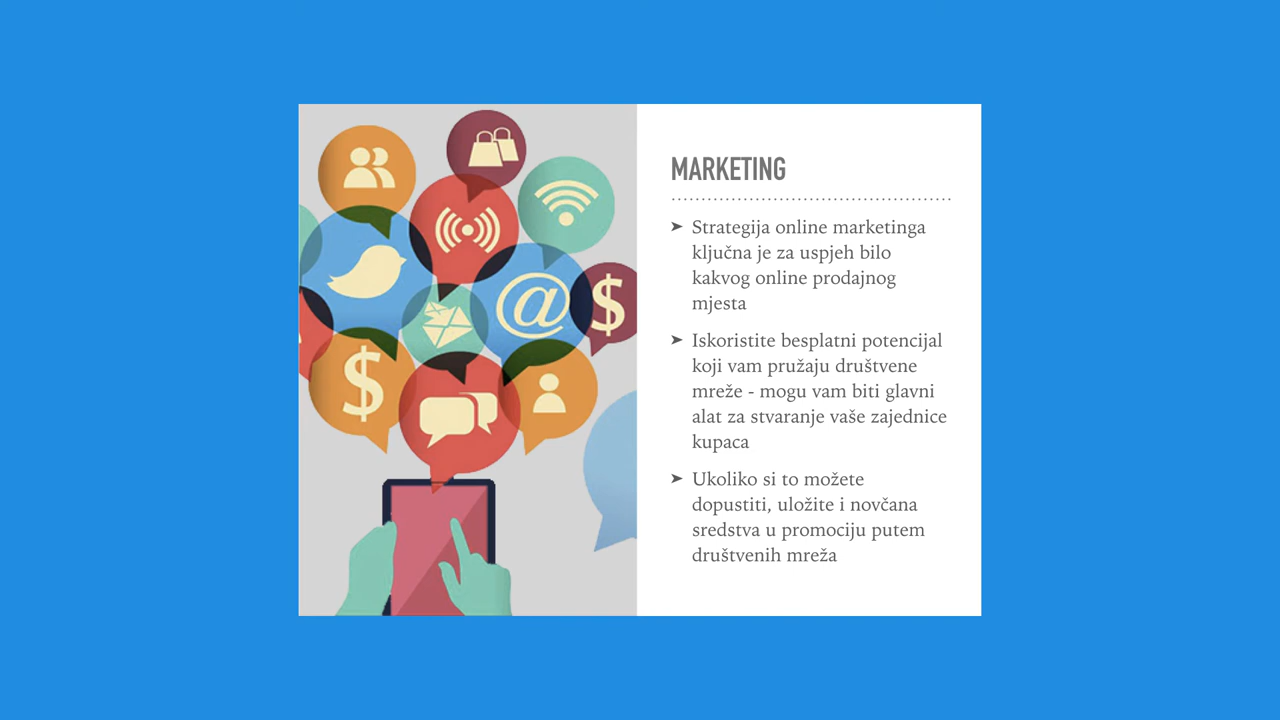 MARKETING
➤ Strategija online marketinga
ključna je za uspjeh bilo
kakvog online prodajnog
mjesta
➤ Iskoristite besplatni potencijal
koji vam pružaju društvene
mreže - mogu vam biti glavni
alat za stvaranje vaše zajednice
kupaca
➤ Ukoliko si to možete
dopustiti, uložite i novčana
sredstva u promociju putem
društvenih mreža
@
$
$